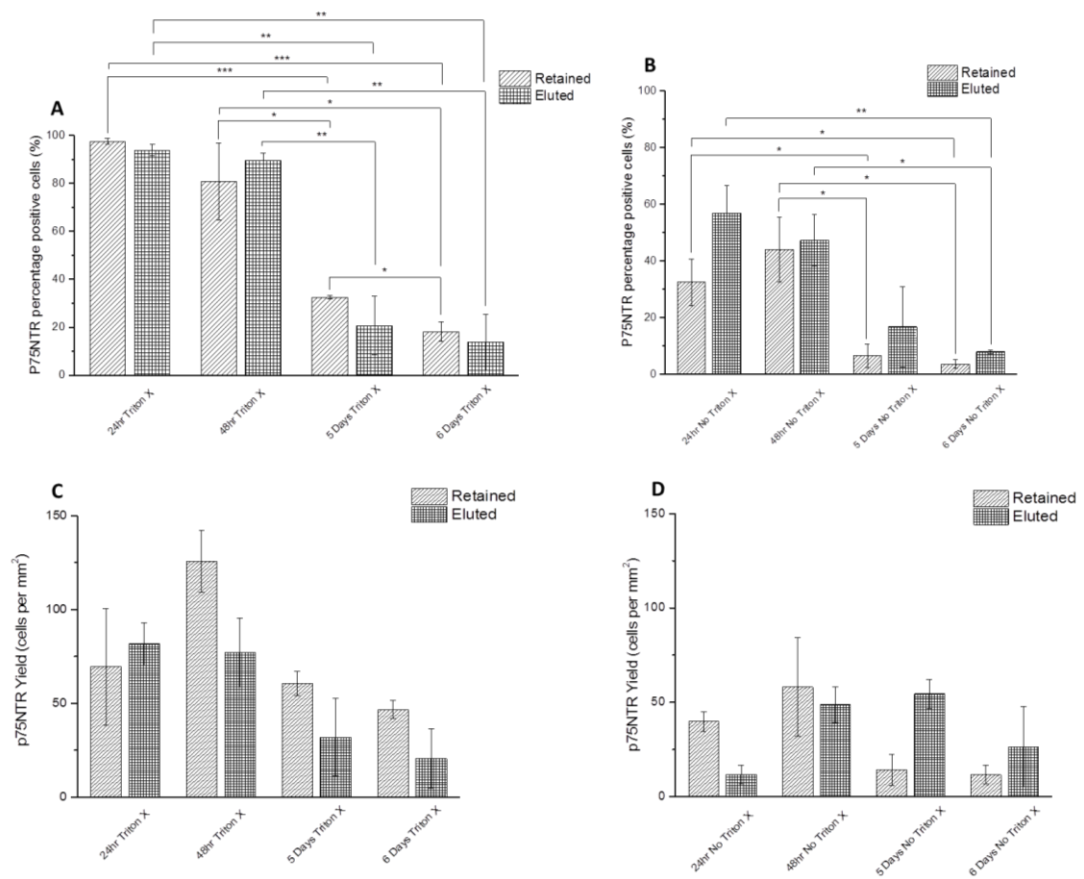 A
Retained
Eluted
**
**
***
***
**
*
*
**
*
P75NTR percentage positive cells (%)
100
80
60
40
20
0
24hr Triton X
48hr Triton X
5 Days Triton X
6 Days Triton X
B
Retained
Eluted
**
*
*
*
*
*
P75NTR percentage positive cells (%)
100
80
60
40
20
0
24hr No Triton X
48hr No Triton X
5 Days No Triton X
6 Days No Triton X
C
Retained
Eluted
p75NTR Yield (cells per mm²)
150
100
50
0
24hr Triton X
48hr Triton X
5 Days Triton X
6 Days Triton X
D
Retained
Eluted
p75NTR Yield (cells per mm²)
150
100
50
0
24hr No Triton X
48hr No Triton X
5 Days No Triton X
6 Days No Triton X